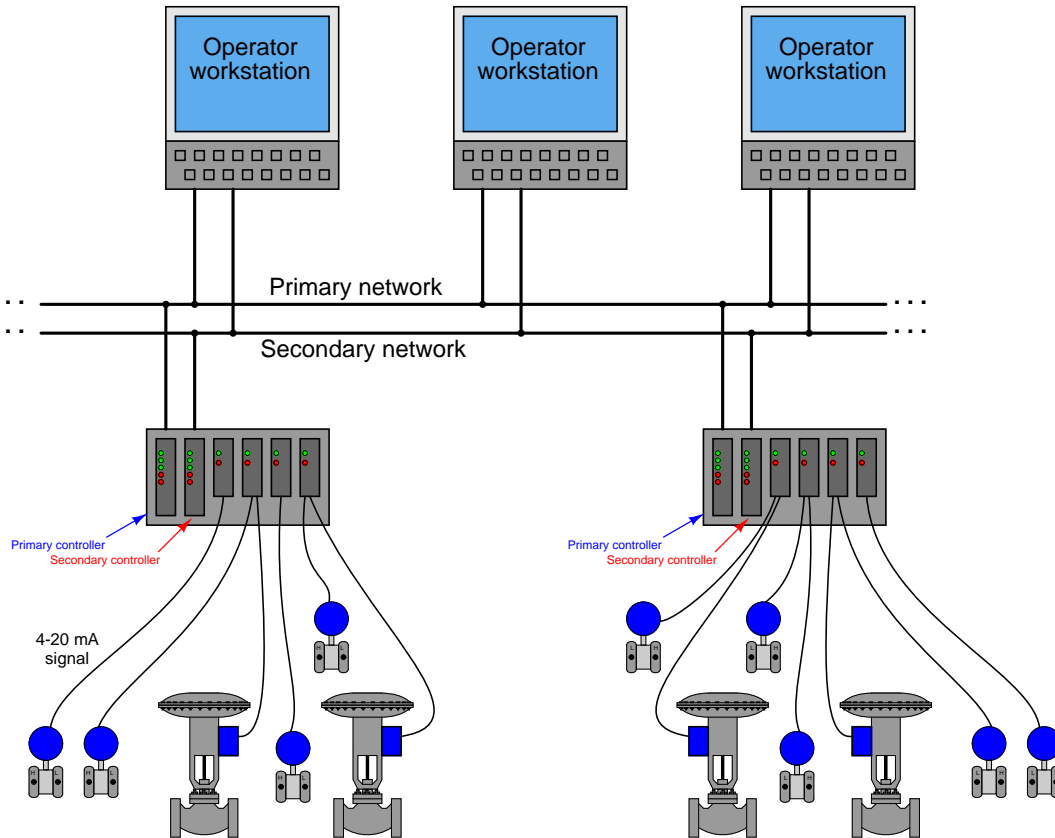 Operator
workstation
Operator
workstation
Operator
workstation
Primary network
Secondary network
Primary controller
Secondary controller
Primary controller
Secondary controller
4-20 mA
signal
H L
H L
H L
H L
H L
L H
L H
H L
H L